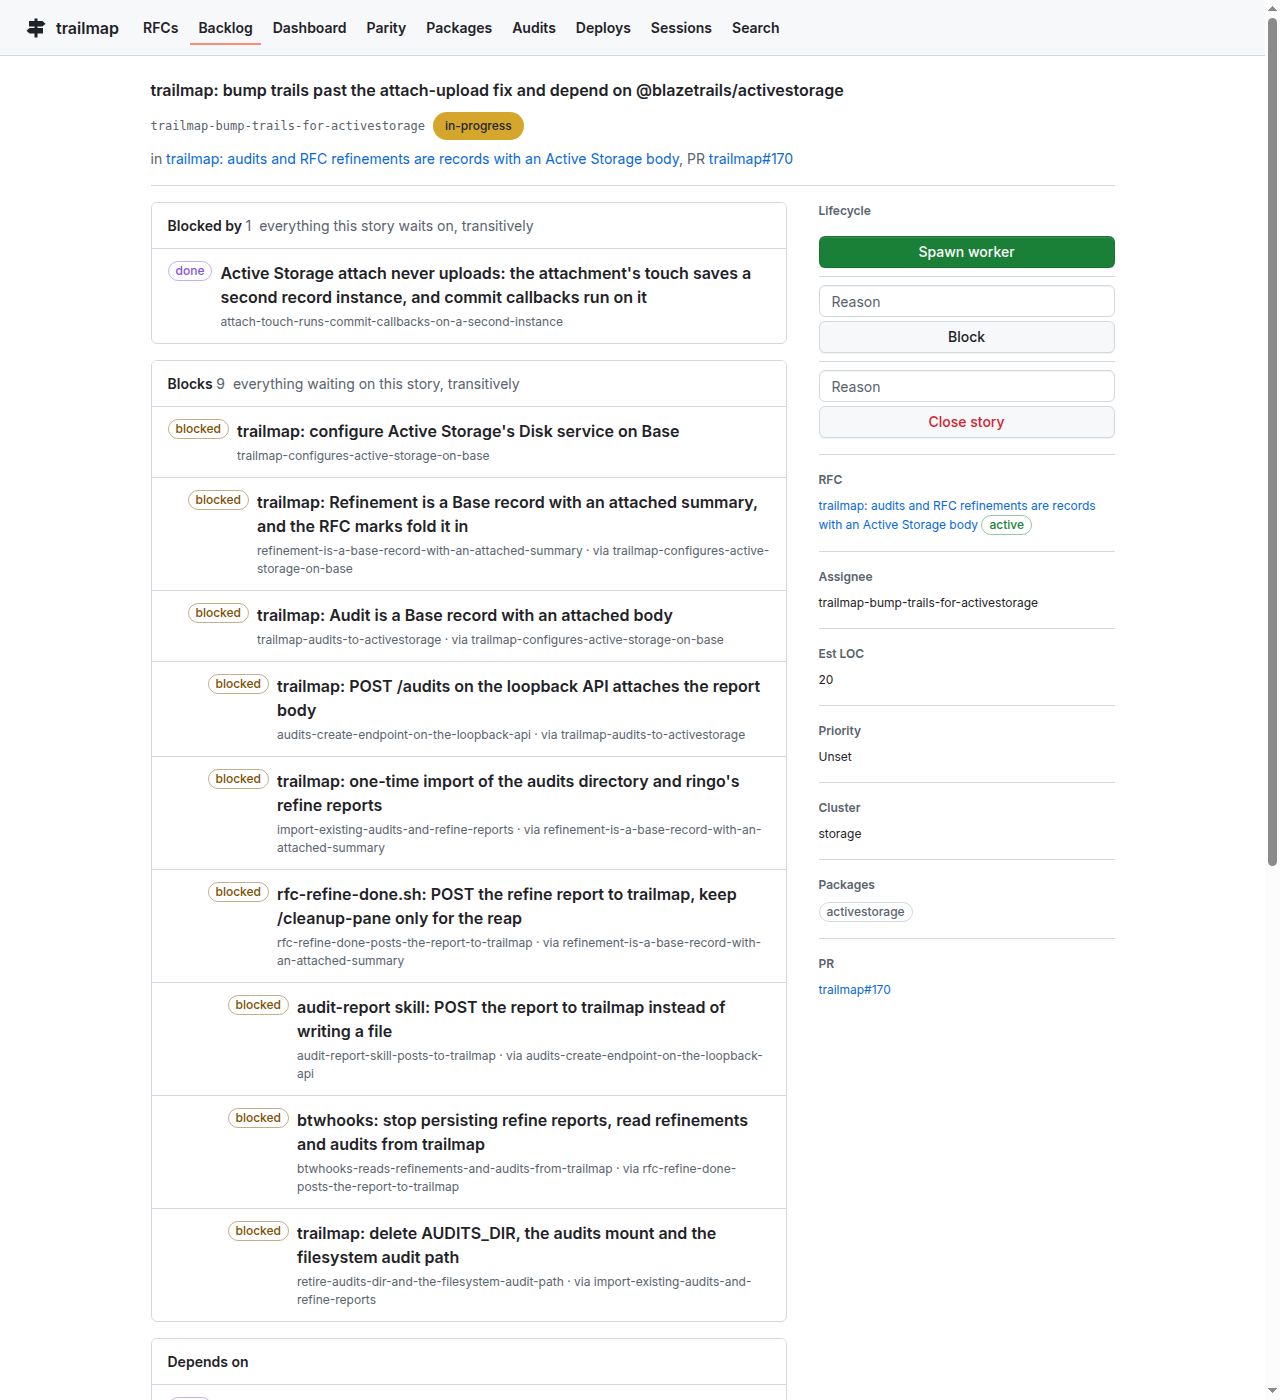 trailmap RFCs Backlog Dashboard Parity Packages Audits Deploys Sessions Search
trailmap: bump trails past the attach-upload fix and depend on @blazetrails/activestorage
trailmap-bump-trails-for-activestorage in-progress
in trailmap: audits and RFC refinements are records with an Active Storage body, PR trailmap#170
Blocked by 1 everything this story waits on, transitively
done Active Storage attach never uploads: the attachment's touch saves a
second record instance, and commit callbacks run on it
attach-touch-runs-commit-callbacks-on-a-second-instance
Blocks 9 everything waiting on this story, transitively
blocked trailmap: configure Active Storage's Disk service on Base
trailmap-configures-active-storage-on-base
blocked trailmap: Refinement is a Base record with an attached summary,
and the RFC marks fold it in
refinement-is-a-base-record-with-an-attached-summary · via trailmap-configures-active-
storage-on-base
blocked trailmap: Audit is a Base record with an attached body
trailmap-audits-to-activestorage · via trailmap-configures-active-storage-on-base
blocked trailmap: POST /audits on the loopback API attaches the report
body
audits-create-endpoint-on-the-loopback-api · via trailmap-audits-to-activestorage
blocked trailmap: one-time import of the audits directory and ringo's
refine reports
import-existing-audits-and-refine-reports · via refinement-is-a-base-record-with-an-
attached-summary
blocked rfc-refine-done.sh: POST the refine report to trailmap, keep
/cleanup-pane only for the reap
rfc-refine-done-posts-the-report-to-trailmap · via refinement-is-a-base-record-with-
an-attached-summary
blocked audit-report skill: POST the report to trailmap instead of
writing a file
audit-report-skill-posts-to-trailmap · via audits-create-endpoint-on-the-loopback-
api
blocked btwhooks: stop persisting refine reports, read refinements
and audits from trailmap
btwhooks-reads-refinements-and-audits-from-trailmap · via rfc-refine-done-
posts-the-report-to-trailmap
blocked trailmap: delete AUDITS_DIR, the audits mount and the
filesystem audit path
retire-audits-dir-and-the-filesystem-audit-path · via import-existing-audits-and-
refine-reports
Depends on
Lifecycle
Spawn worker
Reason
Block
Reason
Close story
RFC
trailmap: audits and RFC refinements are records
with an Active Storage body active
Assignee
trailmap-bump-trails-for-activestorage
Est LOC
20
Priority
Unset
Cluster
storage
Packages
activestorage
PR
trailmap#170